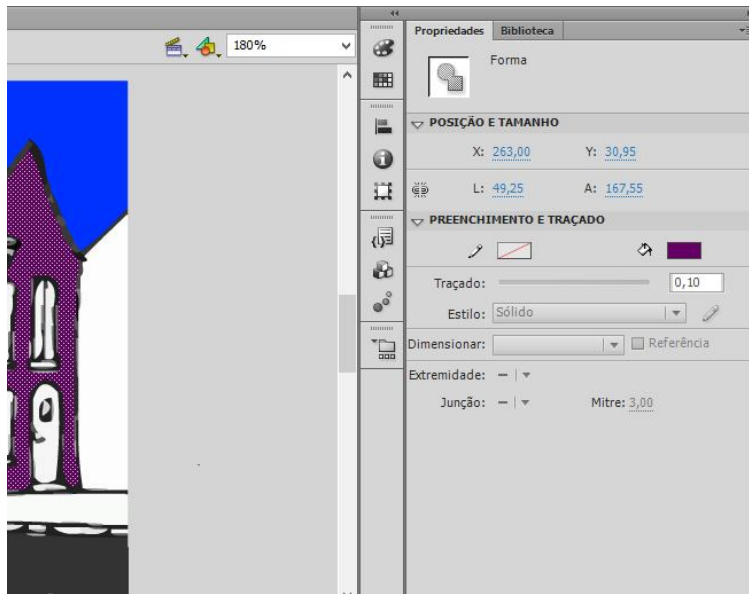 180%
Propriedades Biblioteca
Forma
POSIÇÃO E TAMANHO
X: 263,00 Y: 30,95
L: 49,25 A: 167,55
PREENCHIMENTO E TRAÇADO
Traçado: 0,10
Estilo: Sólido
Dimensionar: Referência
Extremidade:
Junção: Mitre: 3,00